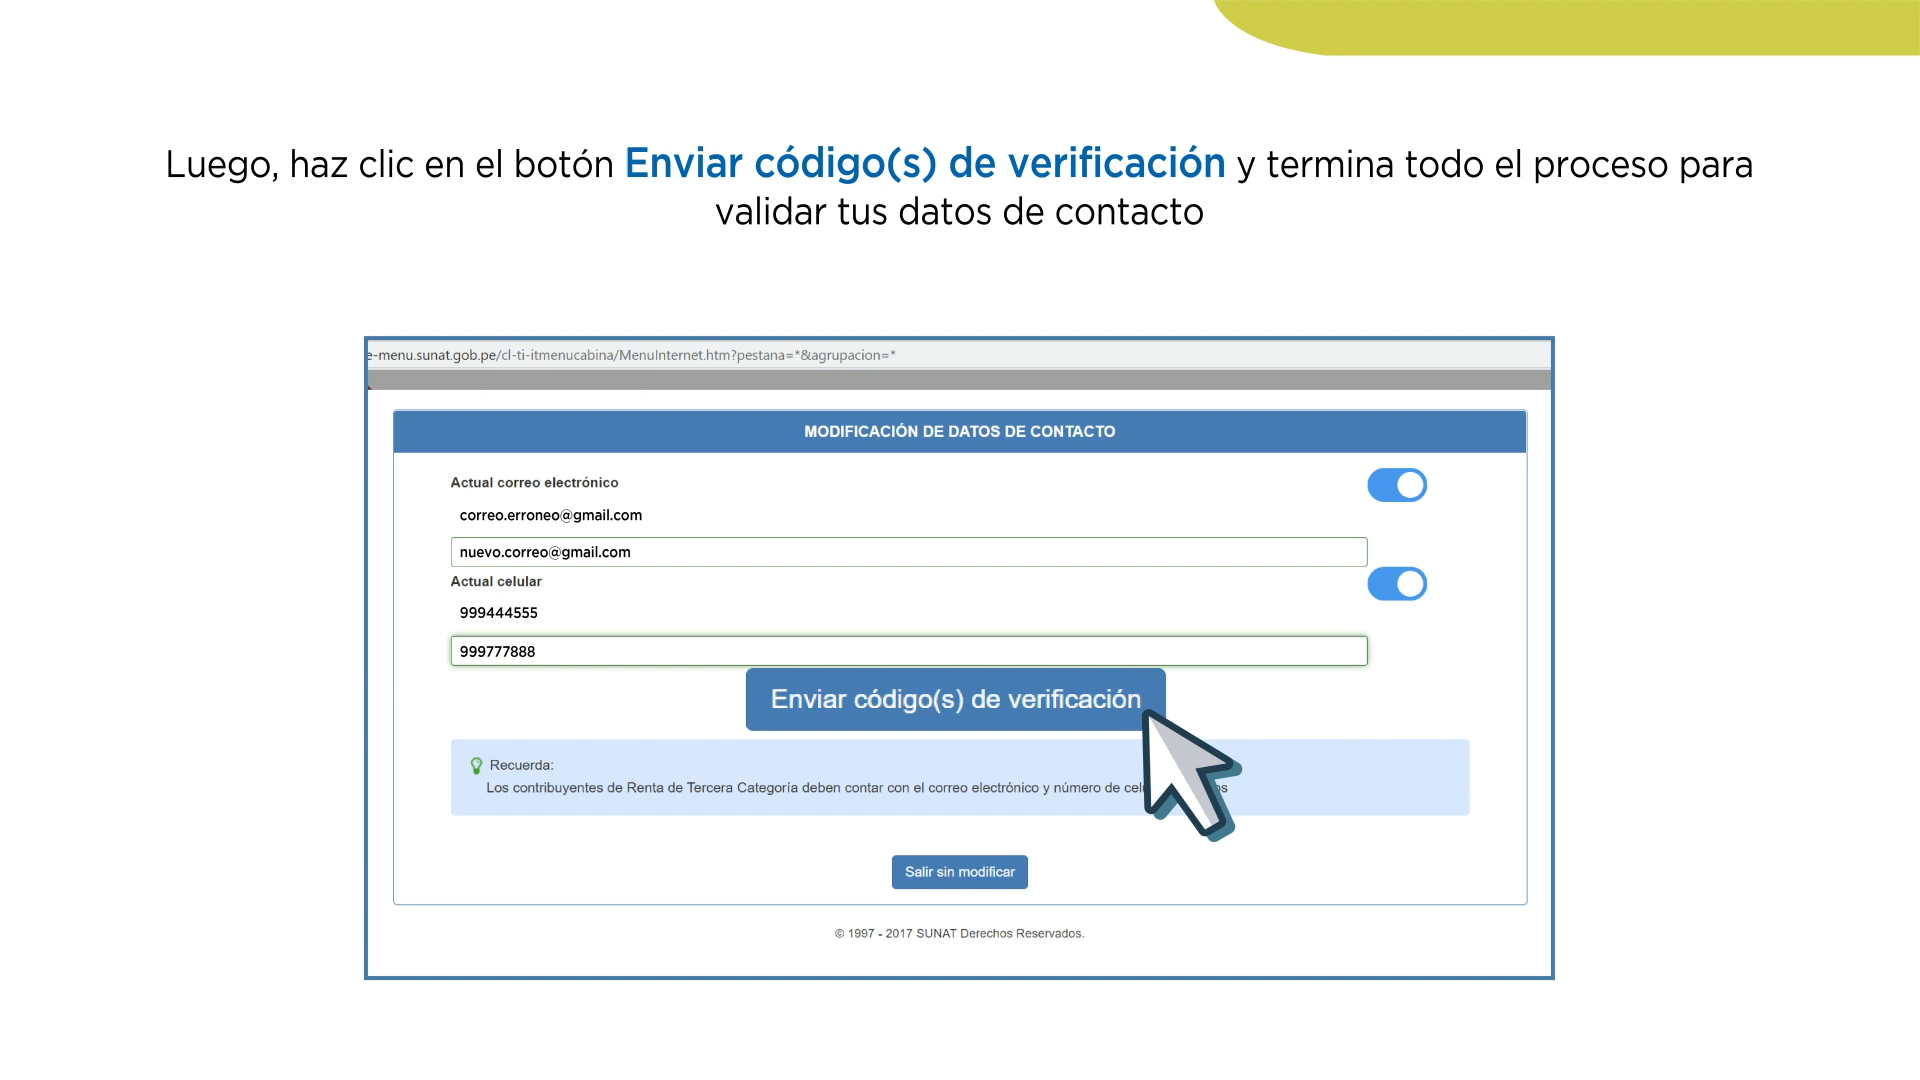 Luego, haz clic en el botón Enviar código(s) de verificación y termina todo el proceso para
validar tus datos de contacto
e-menu.sunat.gob.pe/cl-ti-itmenucabina/MenuInternet.htm?pestana=*&agrupacion=*
MODIFICACIÓN DE DATOS DE CONTACTO
Actual correo electrónico
correo.erroneo@gmail.com
nuevo.correo@gmail.com
Actual celular
999444555
999777888
Enviar código(s) de verificación
Recuerda:
Los contribuyentes de Renta de Tercera Categoría deben contar con el correo electrónico y número de
Salir sin modificar
© 1997 - 2017 SUNAT Derechos Reservados.